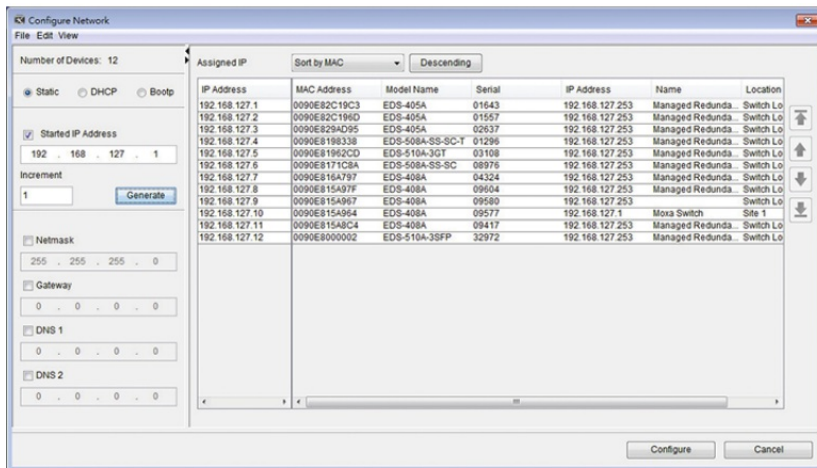 Configure Network
File Edit View
Number of Devices: 12
Static DHCP Bootp
Started IP Address
192 . 168 . 127 . 1
Increment
1 Generate
Netmask
255 . 255 . 255 . 0
Gateway
0 . 0 . 0 . 0
DNS 1
0 . 0 . 0 . 0
DNS 2
0 . 0 . 0 . 0
Assigned IP Sort by MAC Descending
IP Address MAC Address Model Name Serial IP Address Name Location
192.168.127.1 0090E82C19C3 EDS-405A 01643 192.168.127.253 Managed Redunda... Switch Lo
192.168.127.2 0090E82C196D EDS-405A 01557 192.168.127.253 Managed Redunda... Switch Lo
192.168.127.3 0090E829AD95 EDS-405A 02637 192.168.127.253 Managed Redunda... Switch Lo
192.168.127.4 0090E8198338 EDS-508A-SS-SC-T 01296 192.168.127.253 Managed Redunda... Switch Lo
192.168.127.5 0090E81962CD EDS-510A-3GT 03108 192.168.127.253 Managed Redunda... Switch Lo
192.168.127.6 0090E8171C8A EDS-508A-SS-SC 08976 192.168.127.253 Managed Redunda... Switch Lo
192.168.127.7 0090E816A797 EDS-408A 04324 192.168.127.253 Managed Redunda... Switch Lo
192.168.127.8 0090E815A97F EDS-408A 09604 192.168.127.253 Managed Redunda... Switch Lo
192.168.127.9 0090E815A967 EDS-408A 09580 192.168.127.253 Switch Lo
192.168.127.10 0090E815A964 EDS-408A 09577 192.168.127.1 Moxa Switch Site 1
192.168.127.11 0090E815A8C4 EDS-408A 09417 192.168.127.253 Managed Redunda... Switch Lo
192.168.127.12 0090E8000002 EDS-510A-3SFP 32972 192.168.127.253 Managed Redunda... Switch Lo
Configure Cancel